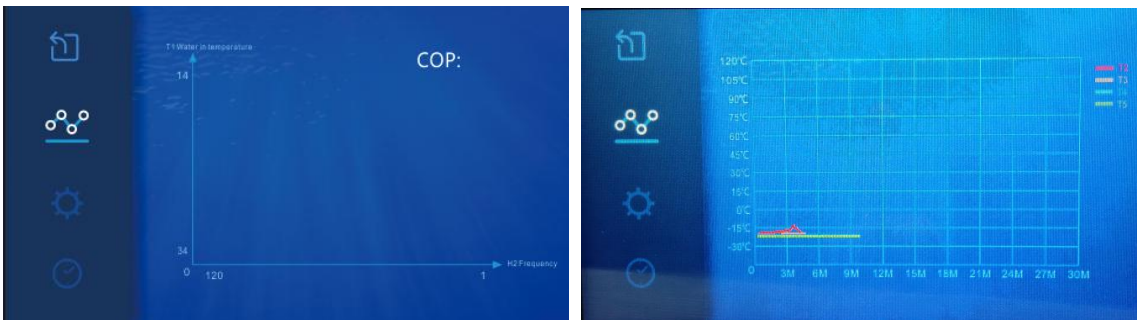 T1 Water in temperature
COP:
14
34
0
120
1
H2 Frequency
120℃
105℃
90℃
75℃
60℃
45℃
30℃
15℃
0℃
-15℃
-30℃
0 3M 6M 9M 12M 15M 18M 21M 24M 27M 30M
T2
T3
T4
T5